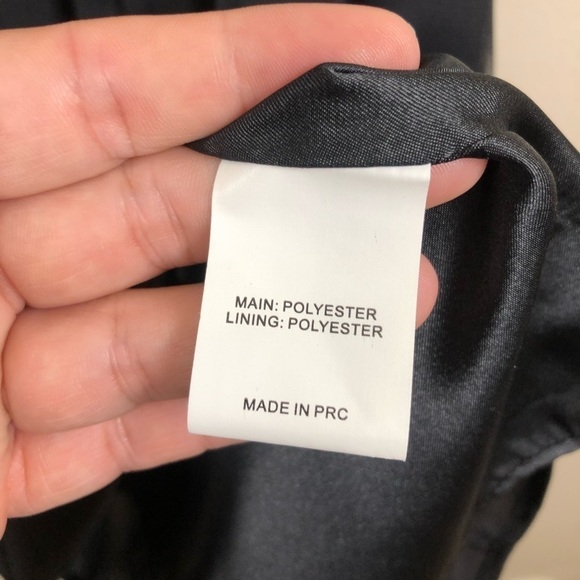 MAIN: POLYESTER
LINING: POLYESTER
MADE IN PRC